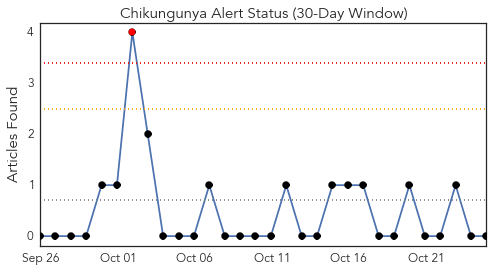 Chikungunya Alert Status (30-Day Window)
Articles Found
4
3
2
1
0
Sep 26 Oct 01 Oct 06 Oct 11 Oct 16 Oct 21